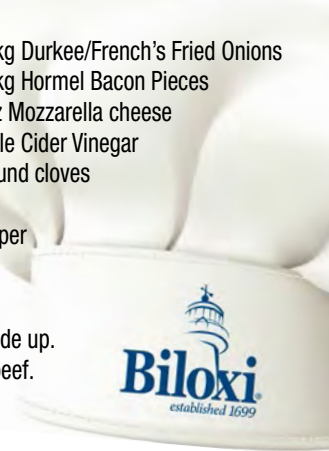 kg Durkee/French's Fried Onions
kg Hormel Bacon Pieces
Mozzarella cheese
le Cider Vinegar
und cloves
per
de up.
eef.
Biloxi
established 1699